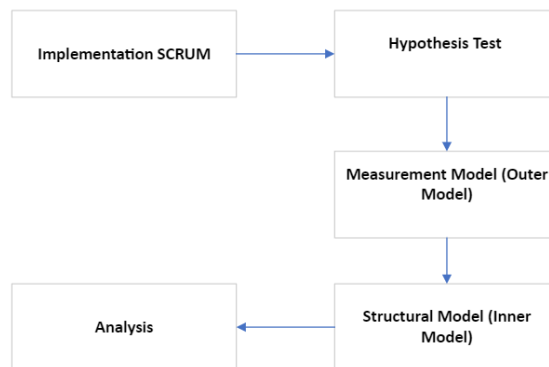 Implementation SCRUM
Hypothesis Test
Measurement Model (Outer
Model)
Structural Model (Inner
Model)
Analysis